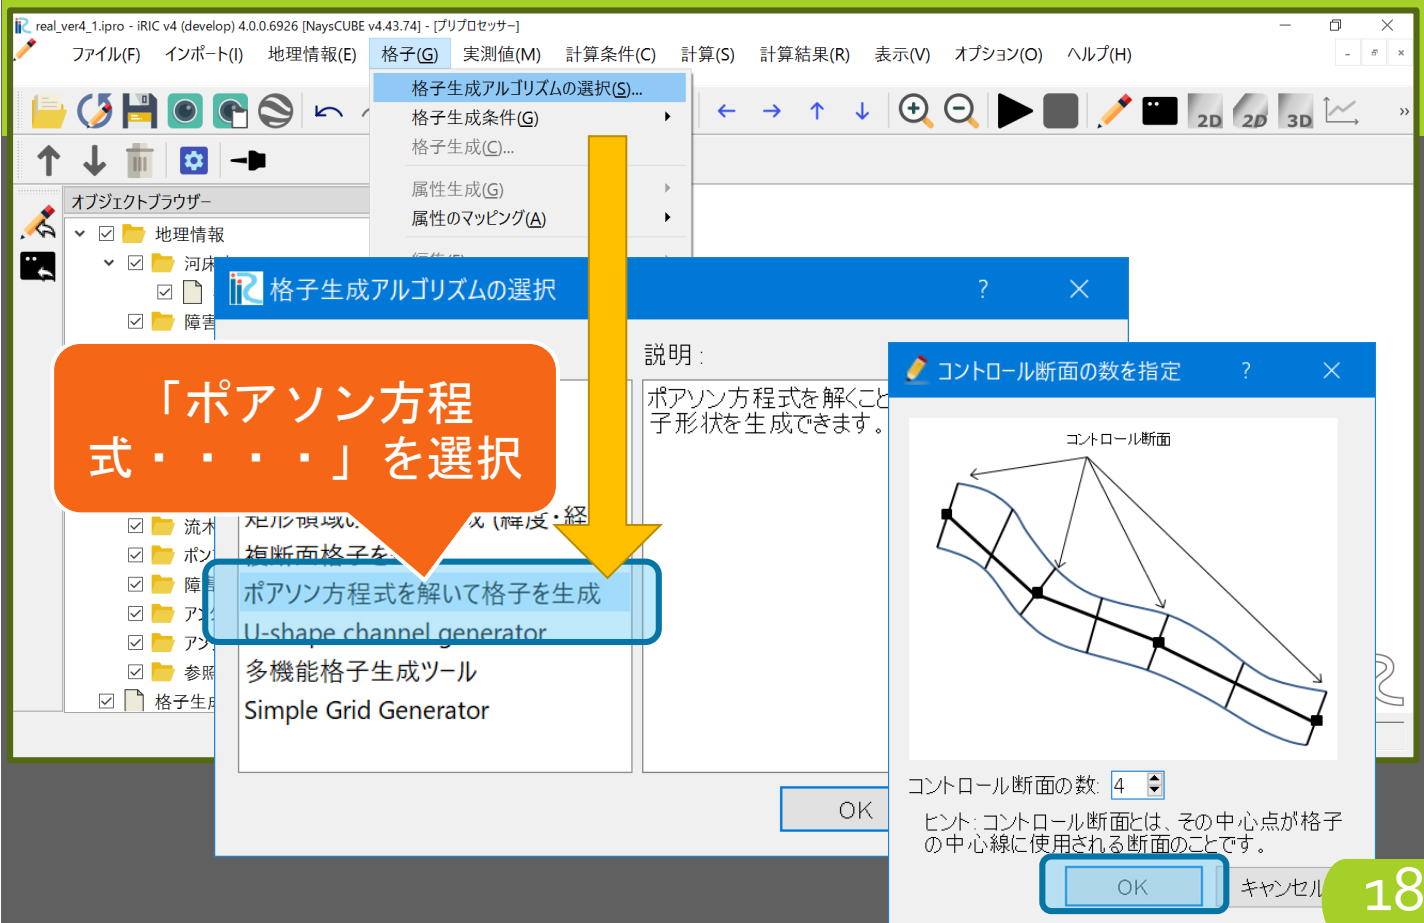 real_ver4_1.ipro - iRIC v4 (develop) 4.0.0.6926 [NaysCUBE v4.43.74] - [プリプロセッサー]
ファイル(F) インポート(I) 地理情報(E) 格子(G) 実測値(M) 計算条件(C) 計算(S) 計算結果(R) 表示(V) オプション(O) ヘルプ(H)
格子生成アルゴリズムの選択(S)...
格子生成条件(G)
格子生成(C)...
属性生成(G)
属性のマッピング(A)
2D 2D 3D
オブジェクトブラウザー
地理情報
河床
障害
格子生成アルゴリズムの選択
説明 :
ポアソン方程式を解くこと
子形状を生成できます。
「ポアソン方程
式・・・・」を選択
流木
ポン
障害
アン
アン
参照
格子生成
矩形領域の
成 (緯度・経
複断面格子を
ポアソン方程式を解いて格子を生成
U-shape channel generator
多機能格子生成ツール
Simple Grid Generator
OK
コントロール断面の数を指定
コントロール断面
コントロール断面の数: 4
ヒント: コントロール断面とは、その中心点が格子
の中心線に使用される断面のことです。
OK
キャンセル
18